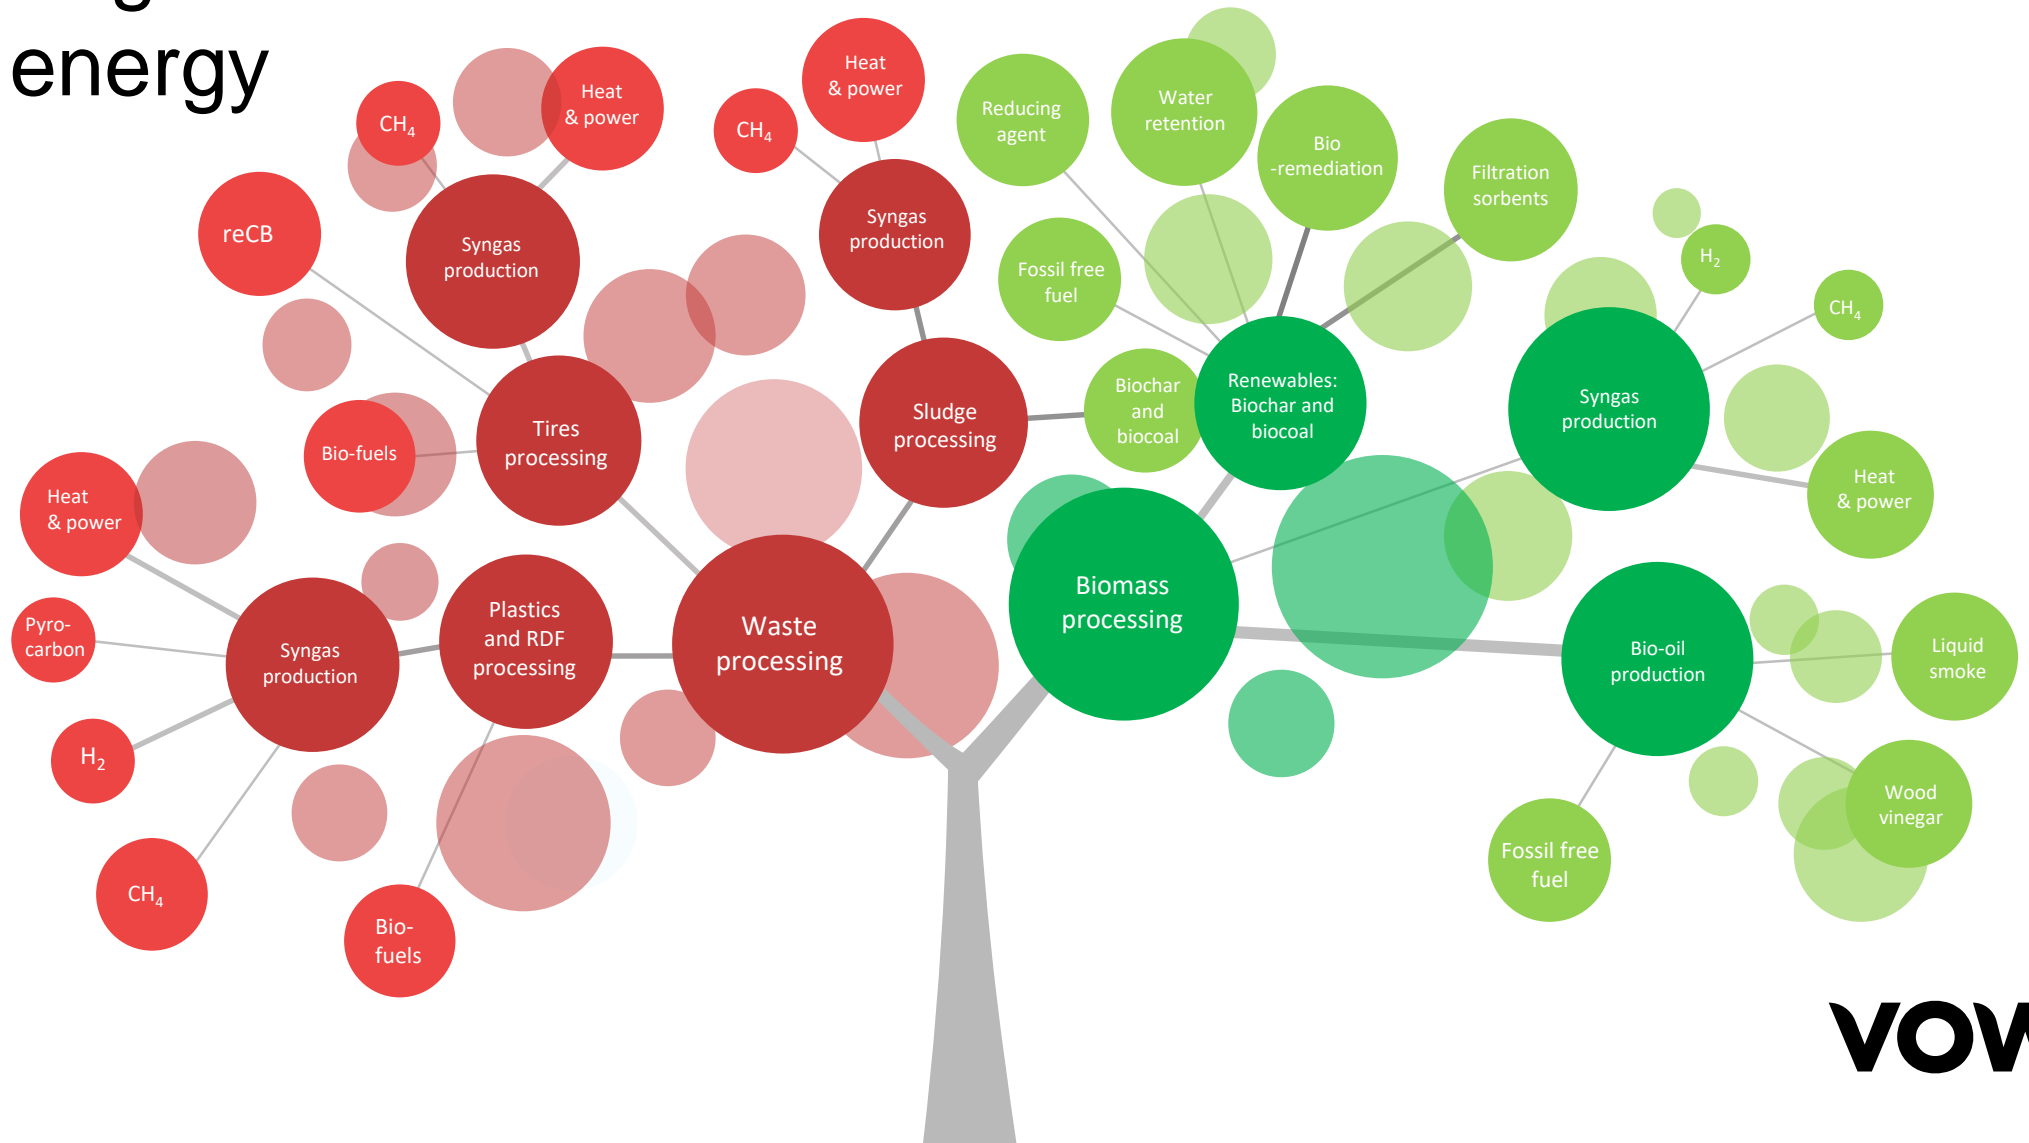 energy
CH₄
Heat
& power
reCB
Syngas
production
Bio-fuels
Tires
processing
Heat
& power
Pyro-
carbon
H₂
CH₄
Syngas
production
Plastics
and RDF
processing
Bio-
fuels
Waste
processing
CH₄
Heat
& power
Syngas
production
Sludge
processing
Biochar
and
biocoal
Reducing
agent
Water
retention
Bio
-remediation
Filtration
sorbents
Fossil free
fuel
Renewables:
Biochar and
biocoal
Biomass
processing
H₂
CH₄
Syngas
production
Heat
& power
Bio-oil
production
Liquid
smoke
Wood
vinegar
Fossil free
fuel
VOW